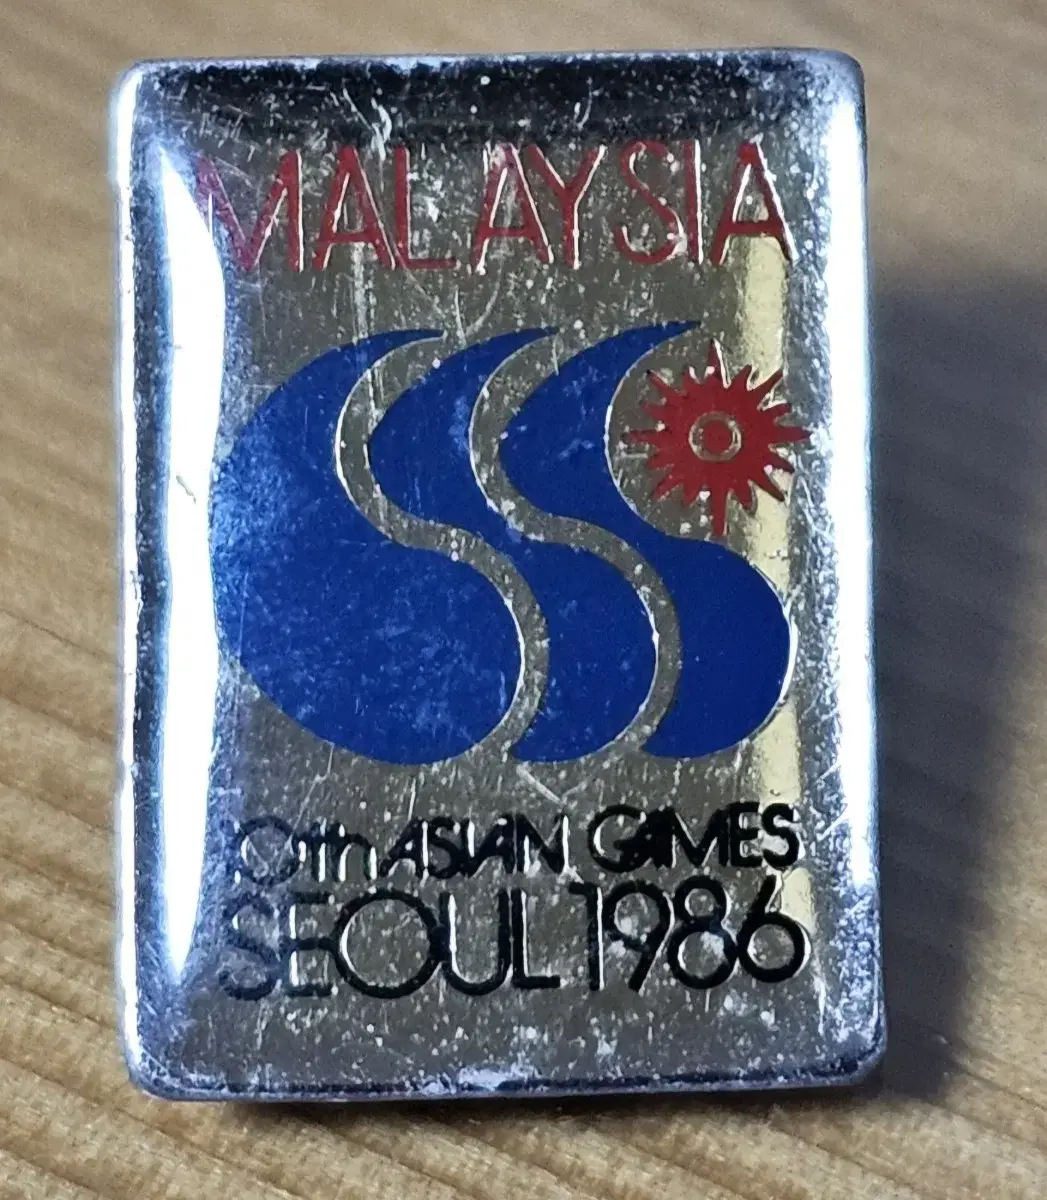 MALAYSIA
10th ASIAN GAMES
SEOUL 1986